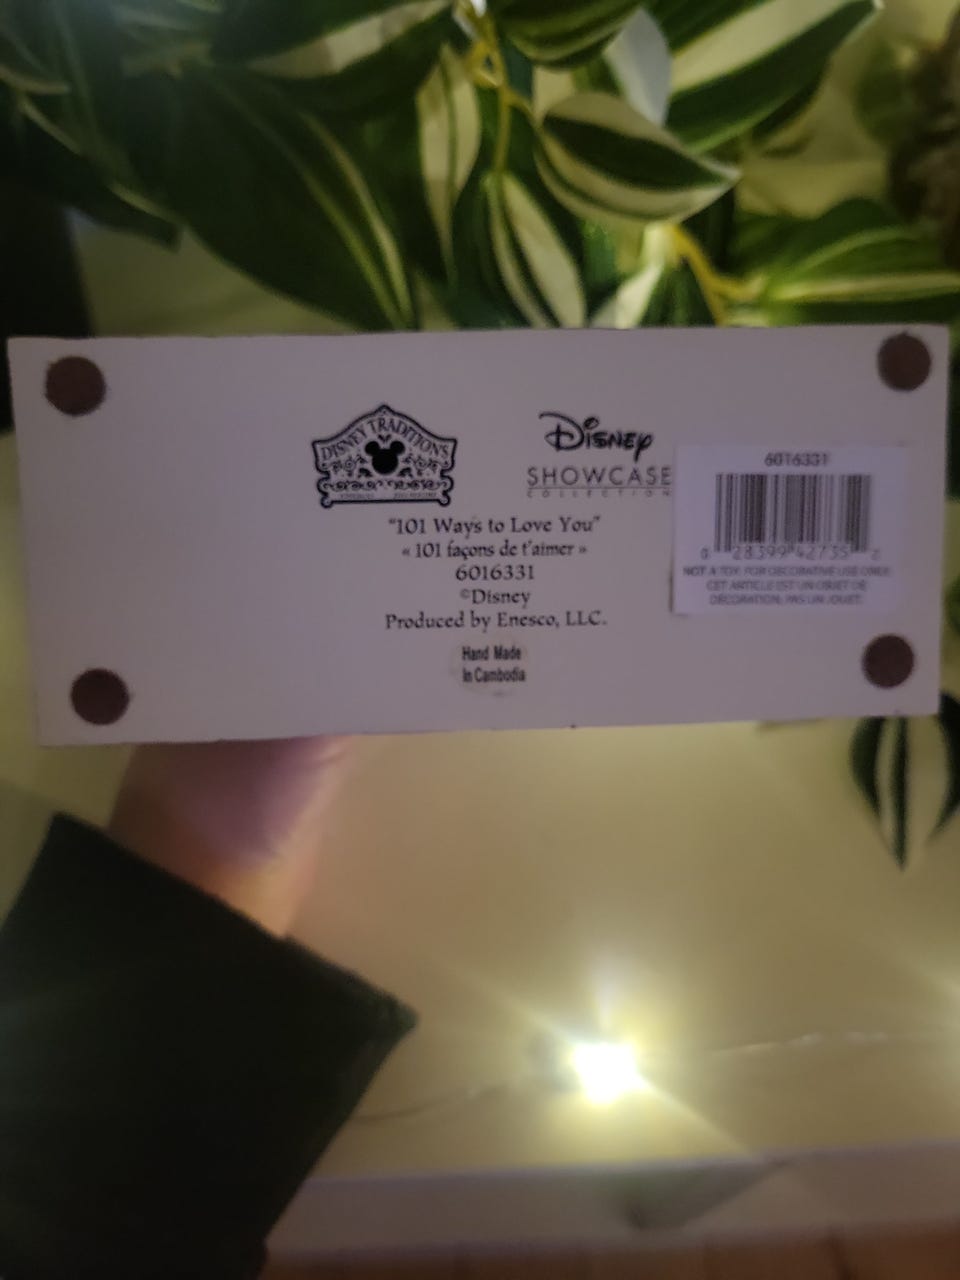 DISNEY TRADITIONS
Disney
SHOWCASE
COLLECTION
"101 Ways to Love You"
« 101 façons de t'aimer »
6016331
©Disney
Produced by Enesco, LLC.
Hand Made
In Cambodia
6016331
0 28399 42735 2
NOT A TOY. FOR DECORATIVE USE ONLY.
CET ARTICLE EST UN OBJET DE
DÉCORATION; PAS UN JOUET.